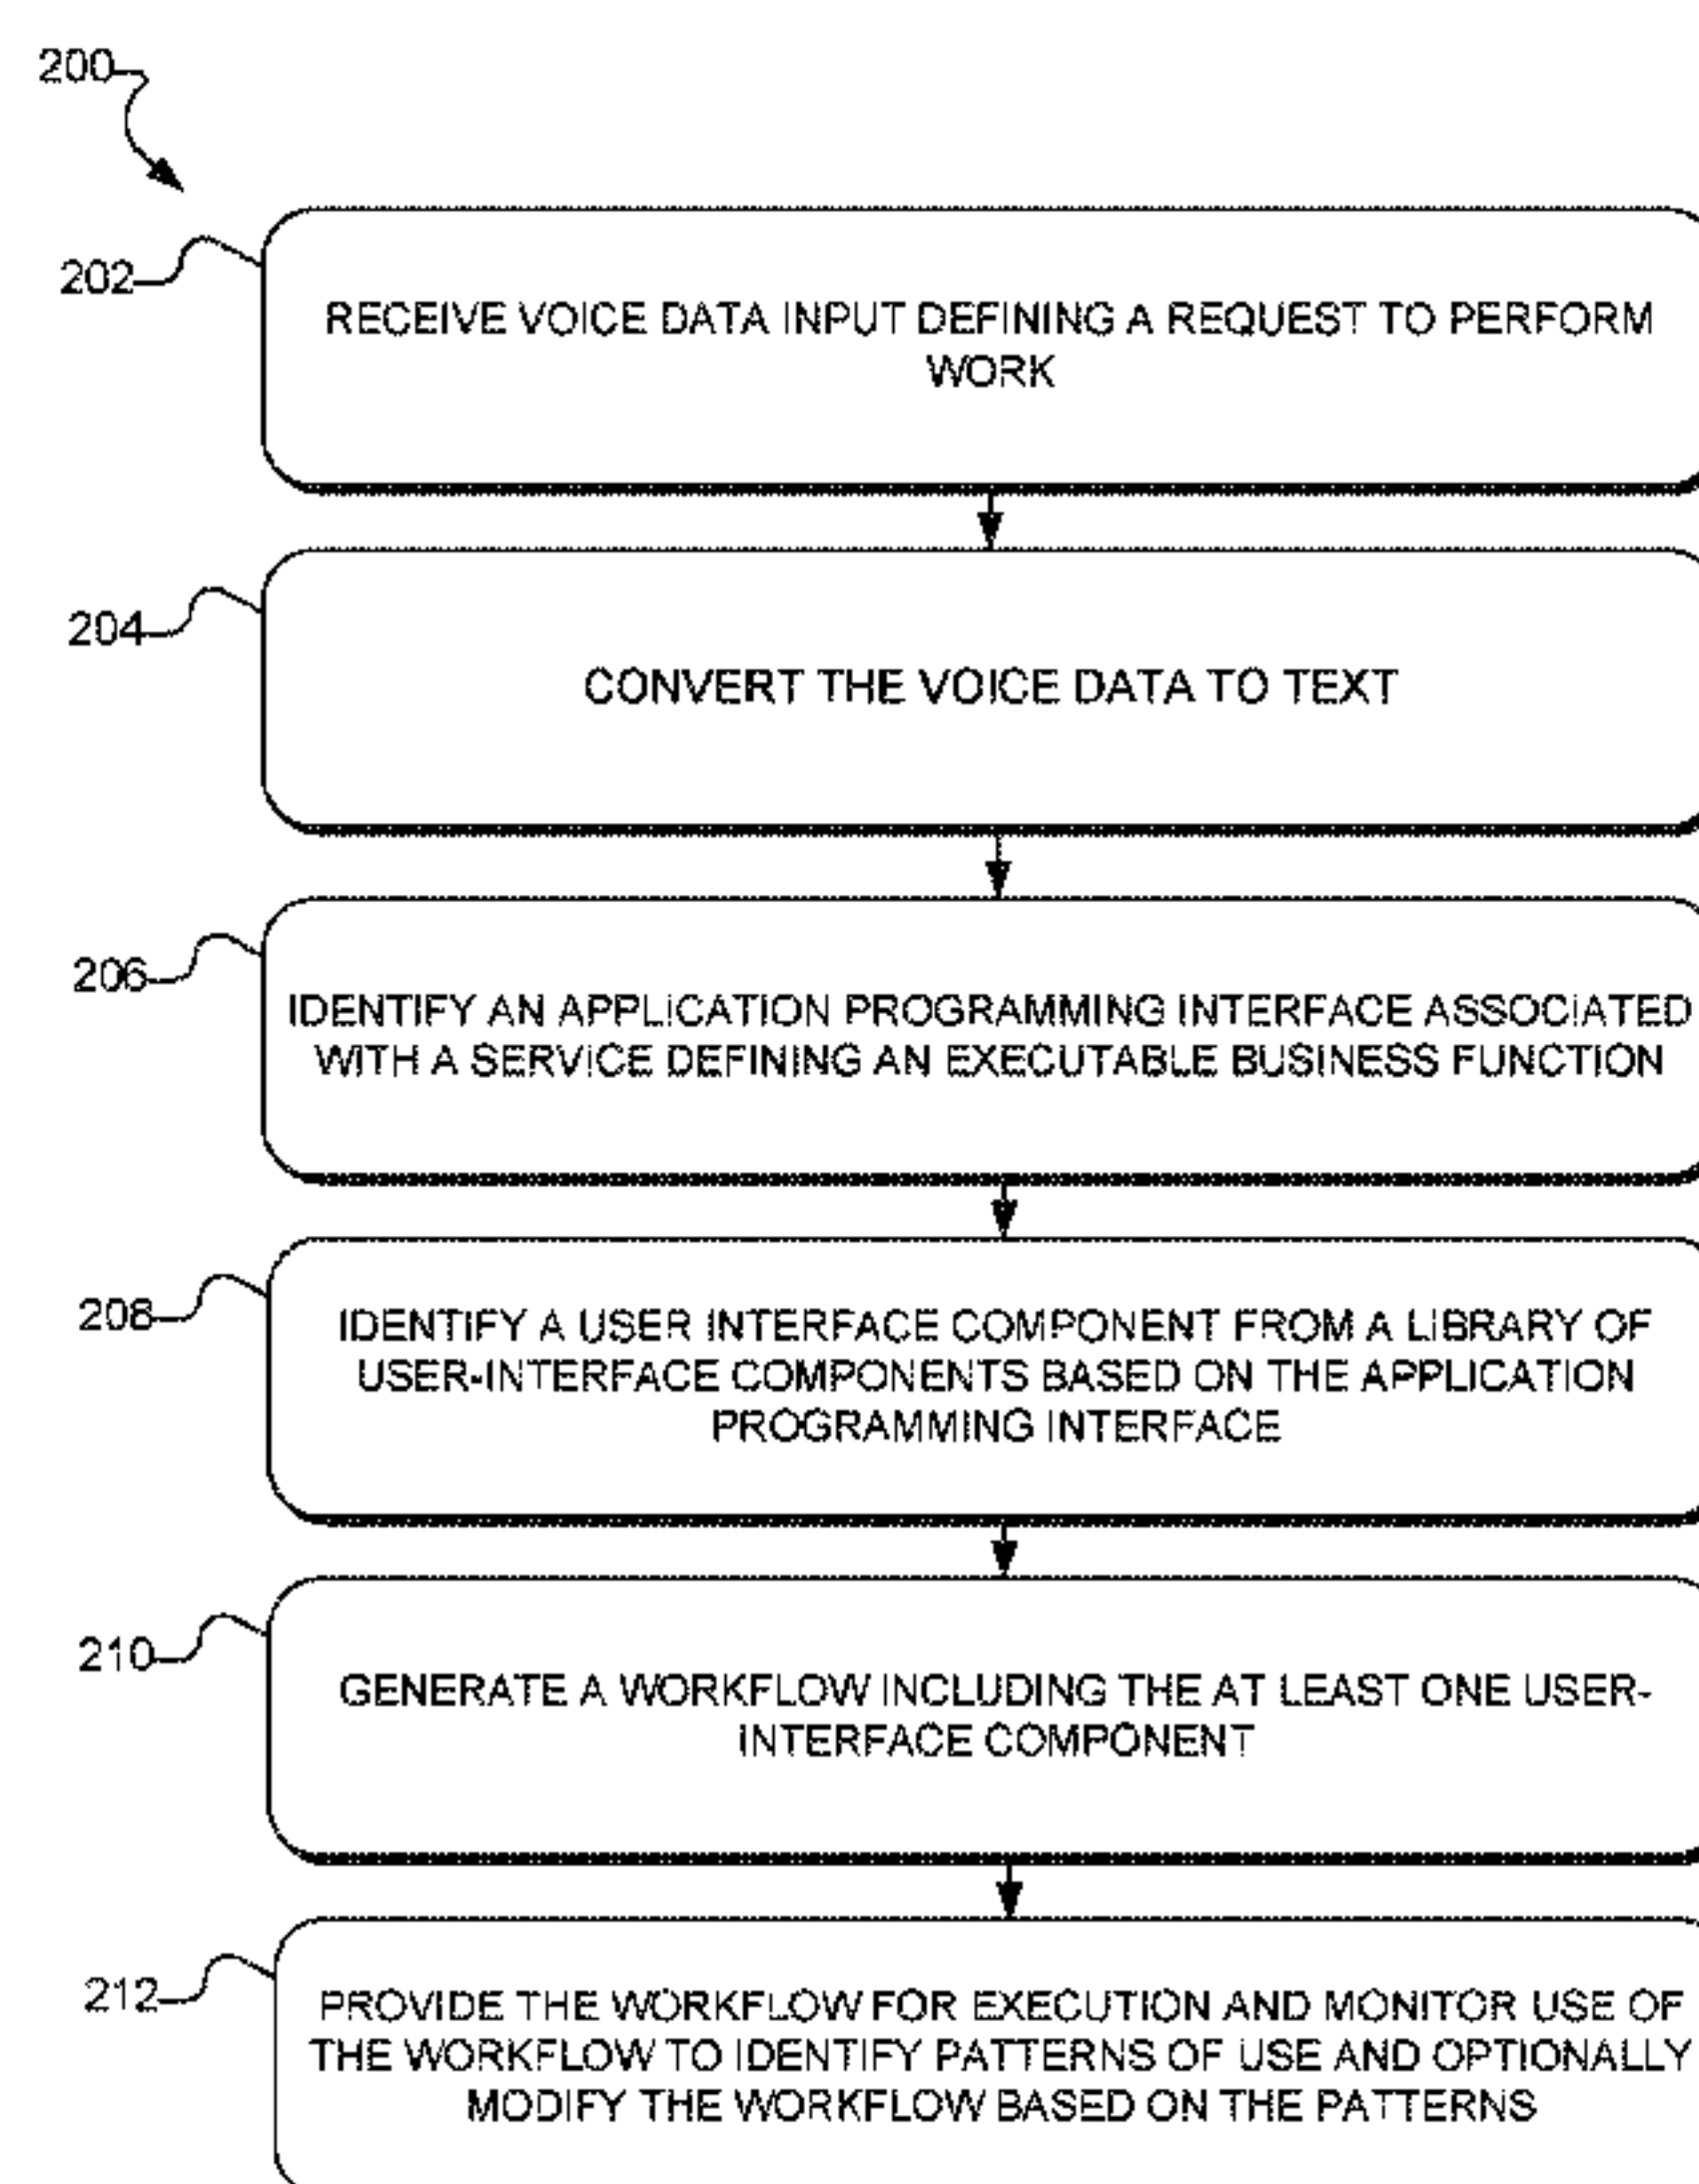 200
202
RECEIVE VOICE DATA INPUT DEFINING A REQUEST TO PERFORM
WORK
204
CONVERT THE VOICE DATA TO TEXT
206
IDENTIFY AN APPLICATION PROGRAMMING INTERFACE ASSOCIATED
WITH A SERVICE DEFINING AN EXECUTABLE BUSINESS FUNCTION
208
IDENTIFY A USER INTERFACE COMPONENT FROM A LIBRARY OF
USER-INTERFACE COMPONENTS BASED ON THE APPLICATION
PROGRAMMING INTERFACE
210
GENERATE A WORKFLOW INCLUDING THE AT LEAST ONE USER-
INTERFACE COMPONENT
212
PROVIDE THE WORKFLOW FOR EXECUTION AND MONITOR USE OF
THE WORKFLOW TO IDENTIFY PATTERNS OF USE AND OPTIONALLY
MODIFY THE WORKFLOW BASED ON THE PATTERNS